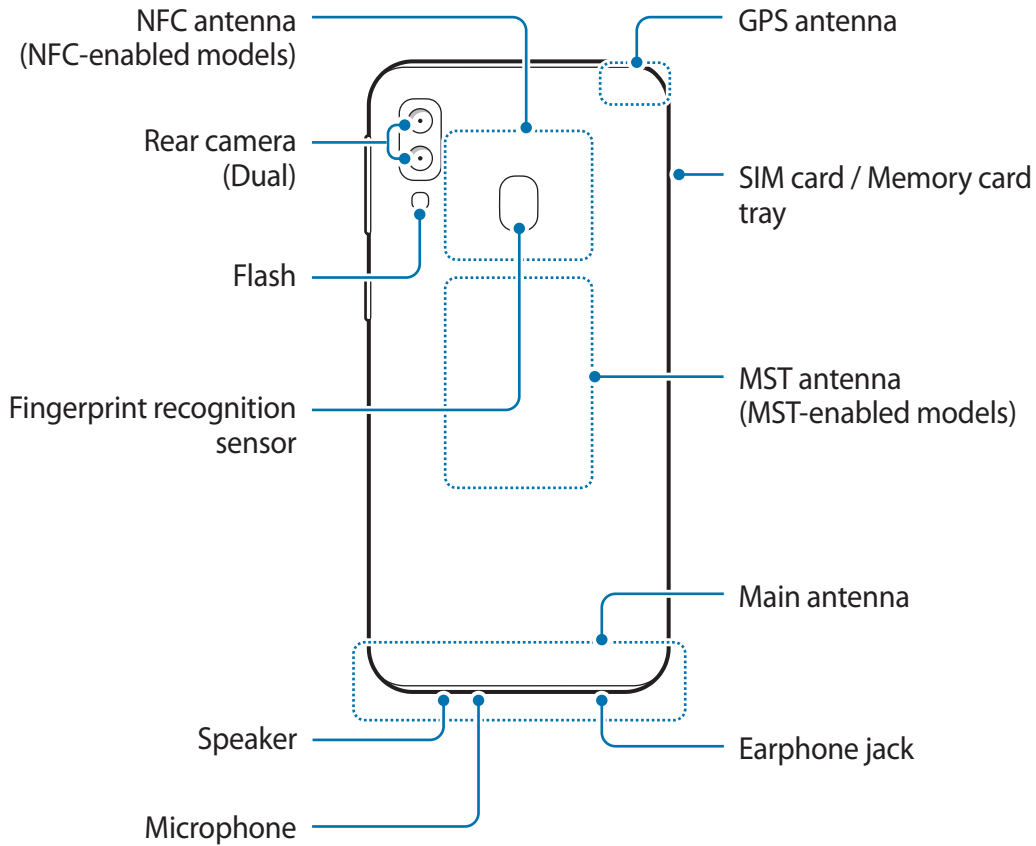 NFC antenna
(NFC-enabled models)
GPS antenna
Rear camera
(Dual)
SIM card / Memory card
tray
Flash
MST antenna
(MST-enabled models)
Fingerprint recognition
sensor
Main antenna
Speaker
Earphone jack
Microphone